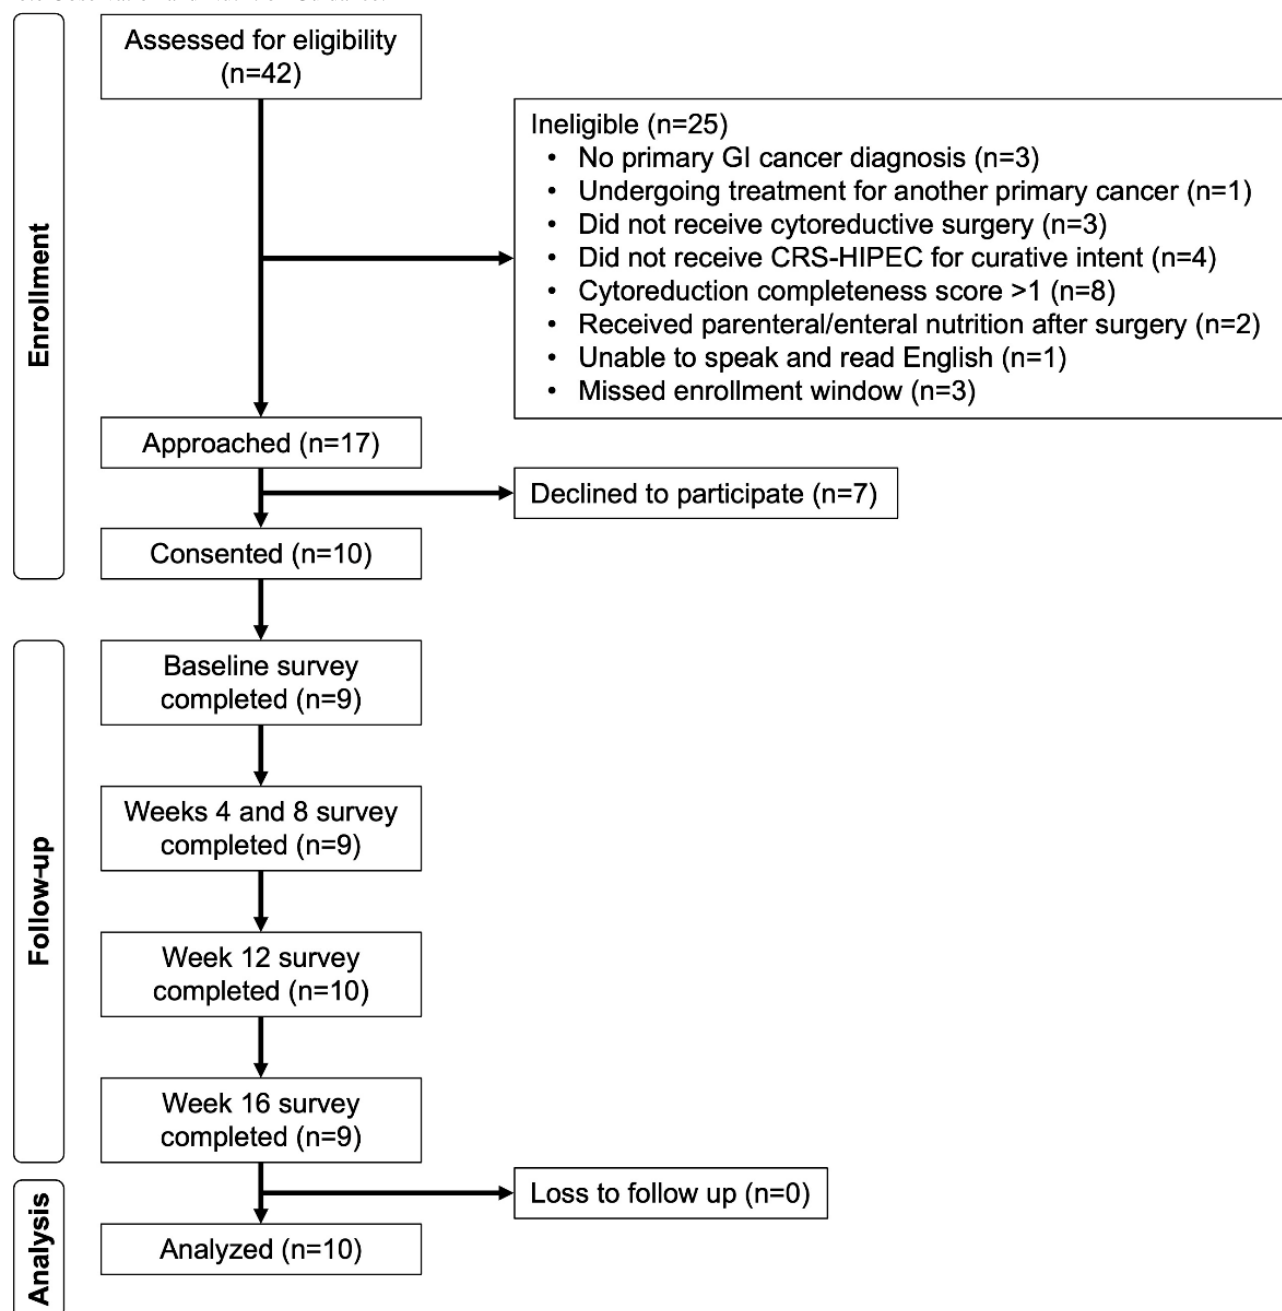 Enrollment
Assessed for eligibility
(n=42)
Ineligible (n=25)
• No primary GI cancer diagnosis (n=3)
• Undergoing treatment for another primary cancer (n=1)
• Did not receive cytoreductive surgery (n=3)
• Did not receive CRS-HIPEC for curative intent (n=4)
• Cytoreduction completeness score >1 (n=8)
• Received parenteral/enteral nutrition after surgery (n=2)
• Unable to speak and read English (n=1)
• Missed enrollment window (n=3)
Approached (n=17)
Declined to participate (n=7)
Consented (n=10)
Follow-up
Baseline survey
completed (n=9)
Weeks 4 and 8 survey
completed (n=9)
Week 12 survey
completed (n=10)
Week 16 survey
completed (n=9)
Loss to follow up (n=0)
Analysis
Analyzed (n=10)